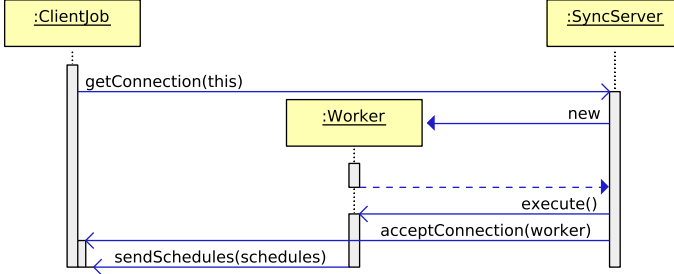 :ClientJob
:SyncServer
getConnection(this)
new
:Worker
execute()
acceptConnection(worker)
sendSchedules(schedules)